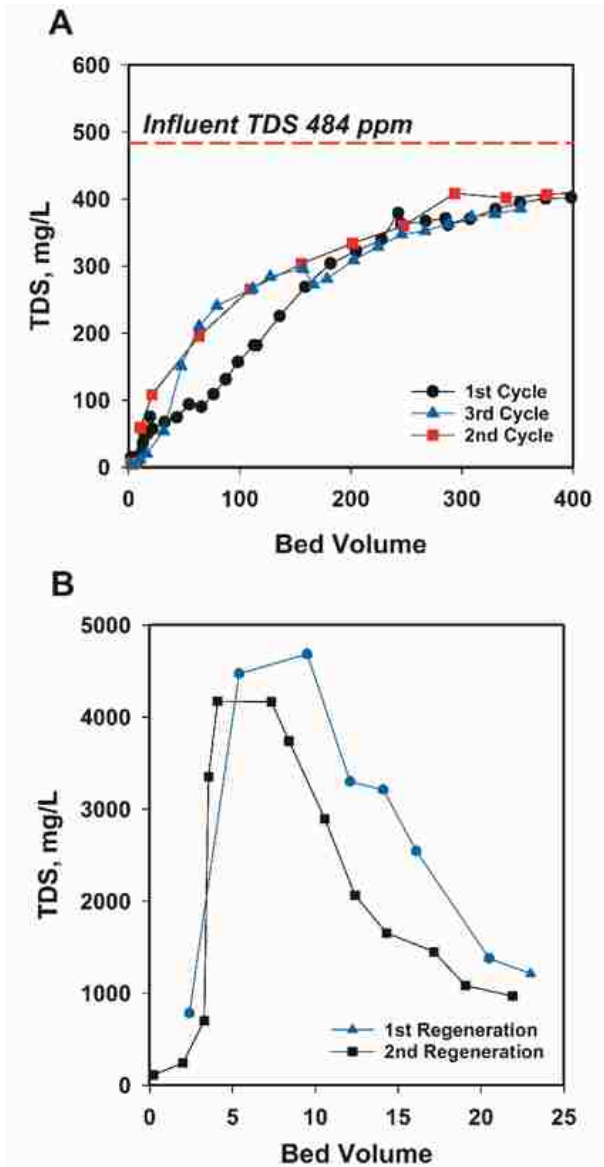 A
600
500
400
300
200
100
0
TDS, mg/L
Influent TDS 484 ppm
1st Cycle
3rd Cycle
2nd Cycle
0 100 200 300 400
Bed Volume
B
5000
4000
3000
2000
1000
0
TDS, mg/L
1st Regeneration
2nd Regeneration
0 5 10 15 20 25
Bed Volume